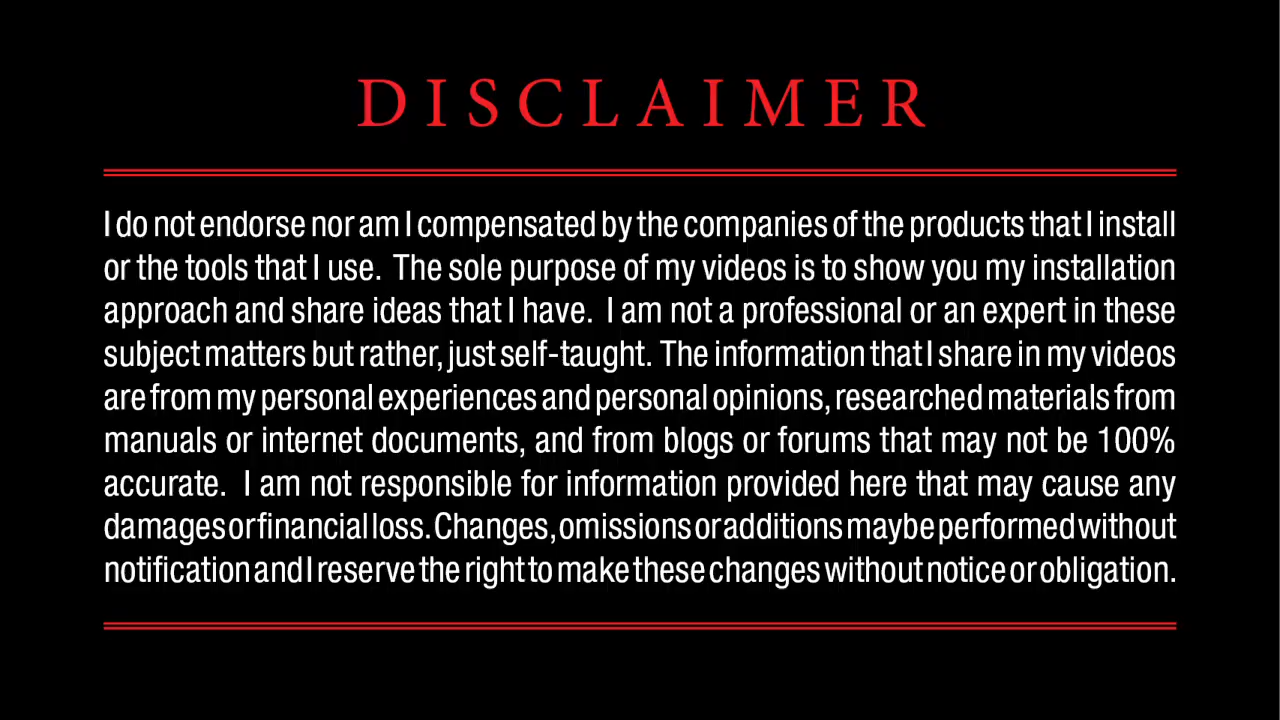 DISCLAIMER
I do not endorse nor am I compensated by the companies of the products that I install
or the tools that I use.  The sole purpose of my videos is to show you my installation
approach and share ideas that I have.  I am not a professional or an expert in these
subject matters but rather, just self-taught.  The information that I share in my videos
are from my personal experiences and personal opinions, researched materials from
manuals or internet documents, and from blogs or forums that may not be 100%
accurate.  I am not responsible for information provided here that may cause any
damages or financial loss. Changes, omissions or additions may be performed without
notification and I reserve the right to make these changes without notice or obligation.